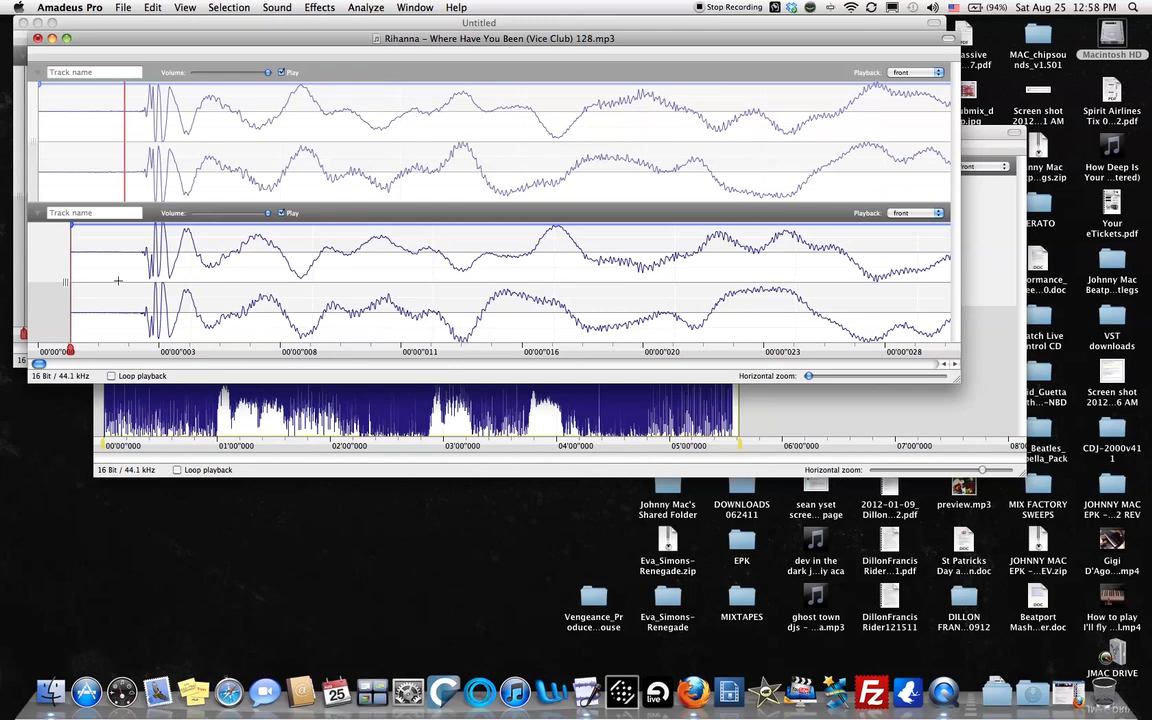 Amadeus Pro File Edit View Selection Sound Effects Analyze Window Help
Stop Recording (94%) Sat Aug 25 12:58 PM
Untitled
Rihanna – Where Have You Been (Vice Club) 128.mp3
Track name Volume: Play Playback: front
Track name Volume: Play Playback: front
00'00"003 00'00"008 00'00"011 00'00"016 00'00"020 00'00"023 00'00"028
16 Bit / 44.1 kHz Loop playback Horizontal zoom:
00'00"000 01'00"000 02'00"000 03'00"000 04'00"000 05'00"000 06'00"000 07'00"000
16 Bit / 44.1 kHz Loop playback Horizontal zoom:
MAC_chipsou
nds_v1.501
Macintosh HD
Screen shot
2012...1 AM
Spirit Airlines
Tix 0...2.pdf
How Deep Is
Your ...tered)
Your
eTickets.pdf
Johnny Mac
Beatp...tlegs
VST
downloads
Screen shot
2012...6 AM
CDJ-2000v41
1
Johnny Mac's
Shared Folder
DOWNLOADS
062411
sean yset
scree... page
2012-01-09_
Dillon...2.pdf
preview.mp3
MIX FACTORY
SWEEPS
JOHNNY MAC
EPK -...2 REV
Eva_Simons-
Renegade.zip
EPK
dev in the
dark j...iy aca
DillonFrancis
Rider...1.pdf
St Patricks
Day a...n.doc
JOHNNY MAC
EPK -...EV.zip
Gigi
D'Ago...mp4
Vengeance_Pr
oduce...ouse
Eva_Simons-
Renegade
MIXTAPES
ghost town
djs - ...a.mp3
DillonFrancis
Rider121511
DILLON
FRAN...0912
Beatport
Mash...er.doc
How to play
I'll fly ...l.mp4
JMAC DRIVE